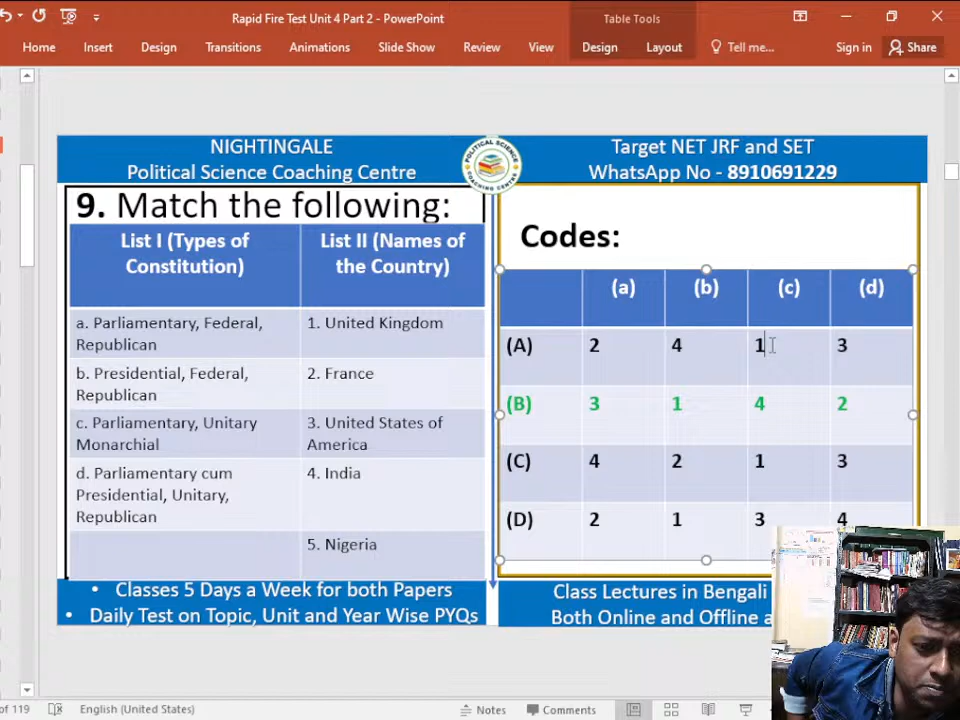 Rapid Fire Test Unit 4 Part 2 - PowerPoint
Table Tools
Home Insert Design Transitions Animations Slide Show Review View Design Layout Tell me... Sign in Share
NIGHTINGALE
Political Science Coaching Centre
POLITICAL SCIENCE
COACHING CENTRE
Target NET JRF and SET
WhatsApp No - 8910691229
9. Match the following:
List I (Types of
Constitution)
List II (Names of
the Country)
a. Parliamentary, Federal,
Republican
1. United Kingdom
b. Presidential, Federal,
Republican
2. France
c. Parliamentary, Unitary
Monarchial
3. United States of
America
d. Parliamentary cum
Presidential, Unitary,
Republican
4. India
5. Nigeria
Codes:
(a) (b) (c) (d)
(A) 2 4 1 3
(B) 3 1 4 2
(C) 4 2 1 3
(D) 2 1 3 4
• Classes 5 Days a Week for both Papers
• Daily Test on Topic, Unit and Year Wise PYQs
Class Lectures in Bengali
Both Online and Offline
of 119 English (United States) Notes Comments